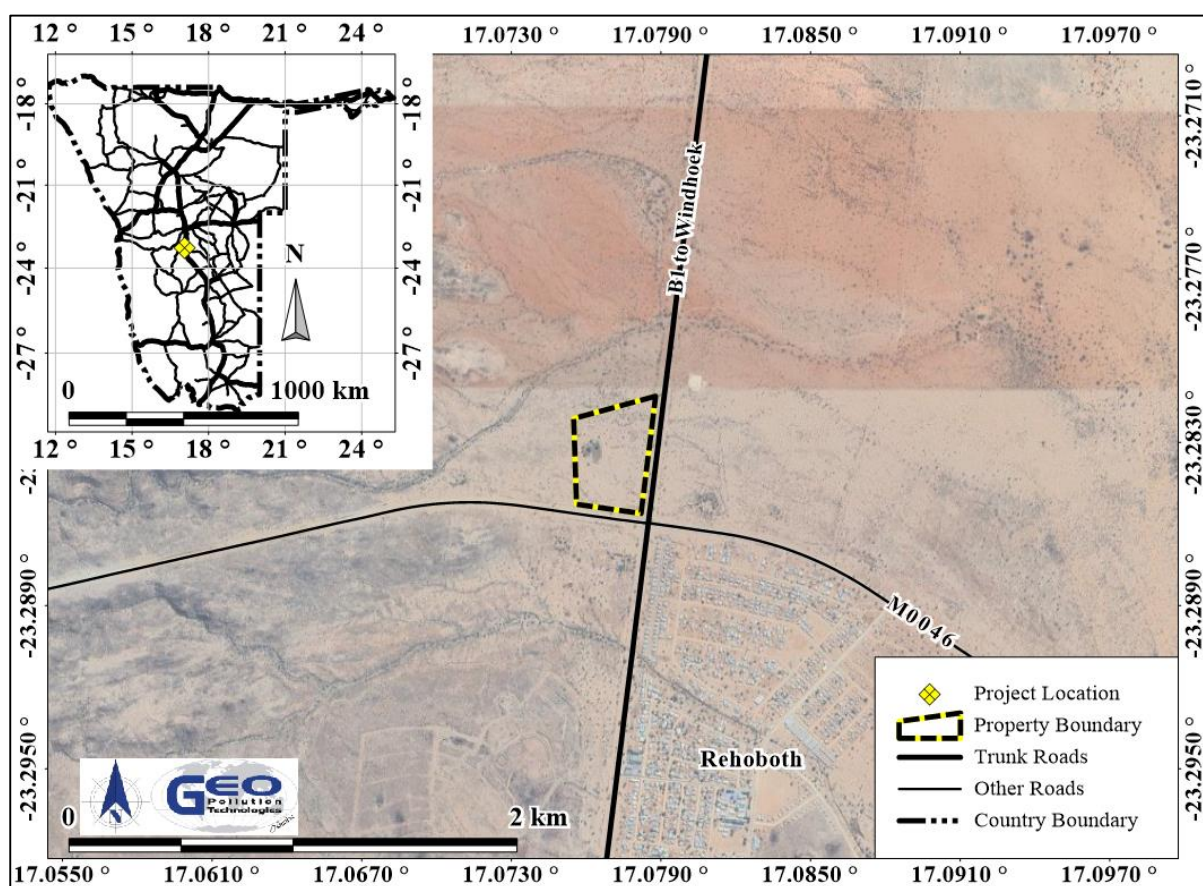 12 15 18 21 24
17.0730 ° 17.0790 ° 17.0850 ° 17.0910 ° 17.0970 °
-18 °
-21 °
-24 °
-27 °
N
0 1000 km
12 15 18 21 24 °
-23.2710 °
-23.2770 °
-23.2830 °
-23.2890 °
-23.2950 °
B1 to Windhoek
M0046
Rehoboth
-23.2890 °
-23.2950 °
Project Location
Property Boundary
Trunk Roads
Other Roads
Country Boundary
GEO
Pollution
Technologies
0 2 km
17.0550 ° 17.0610 ° 17.0670 ° 17.0730 ° 17.0790 ° 17.0850 ° 17.0910 ° 17.0970 °